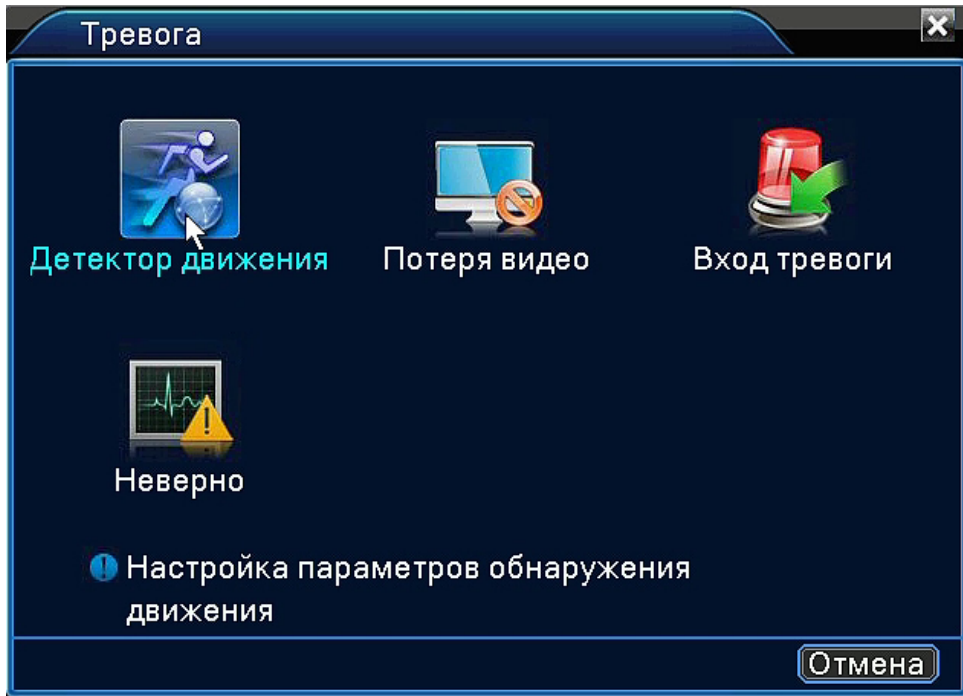 Тревога
Детектор движения
Потеря видео
Вход тревоги
Неверно
Настройка параметров обнаружения
движения
Отмена